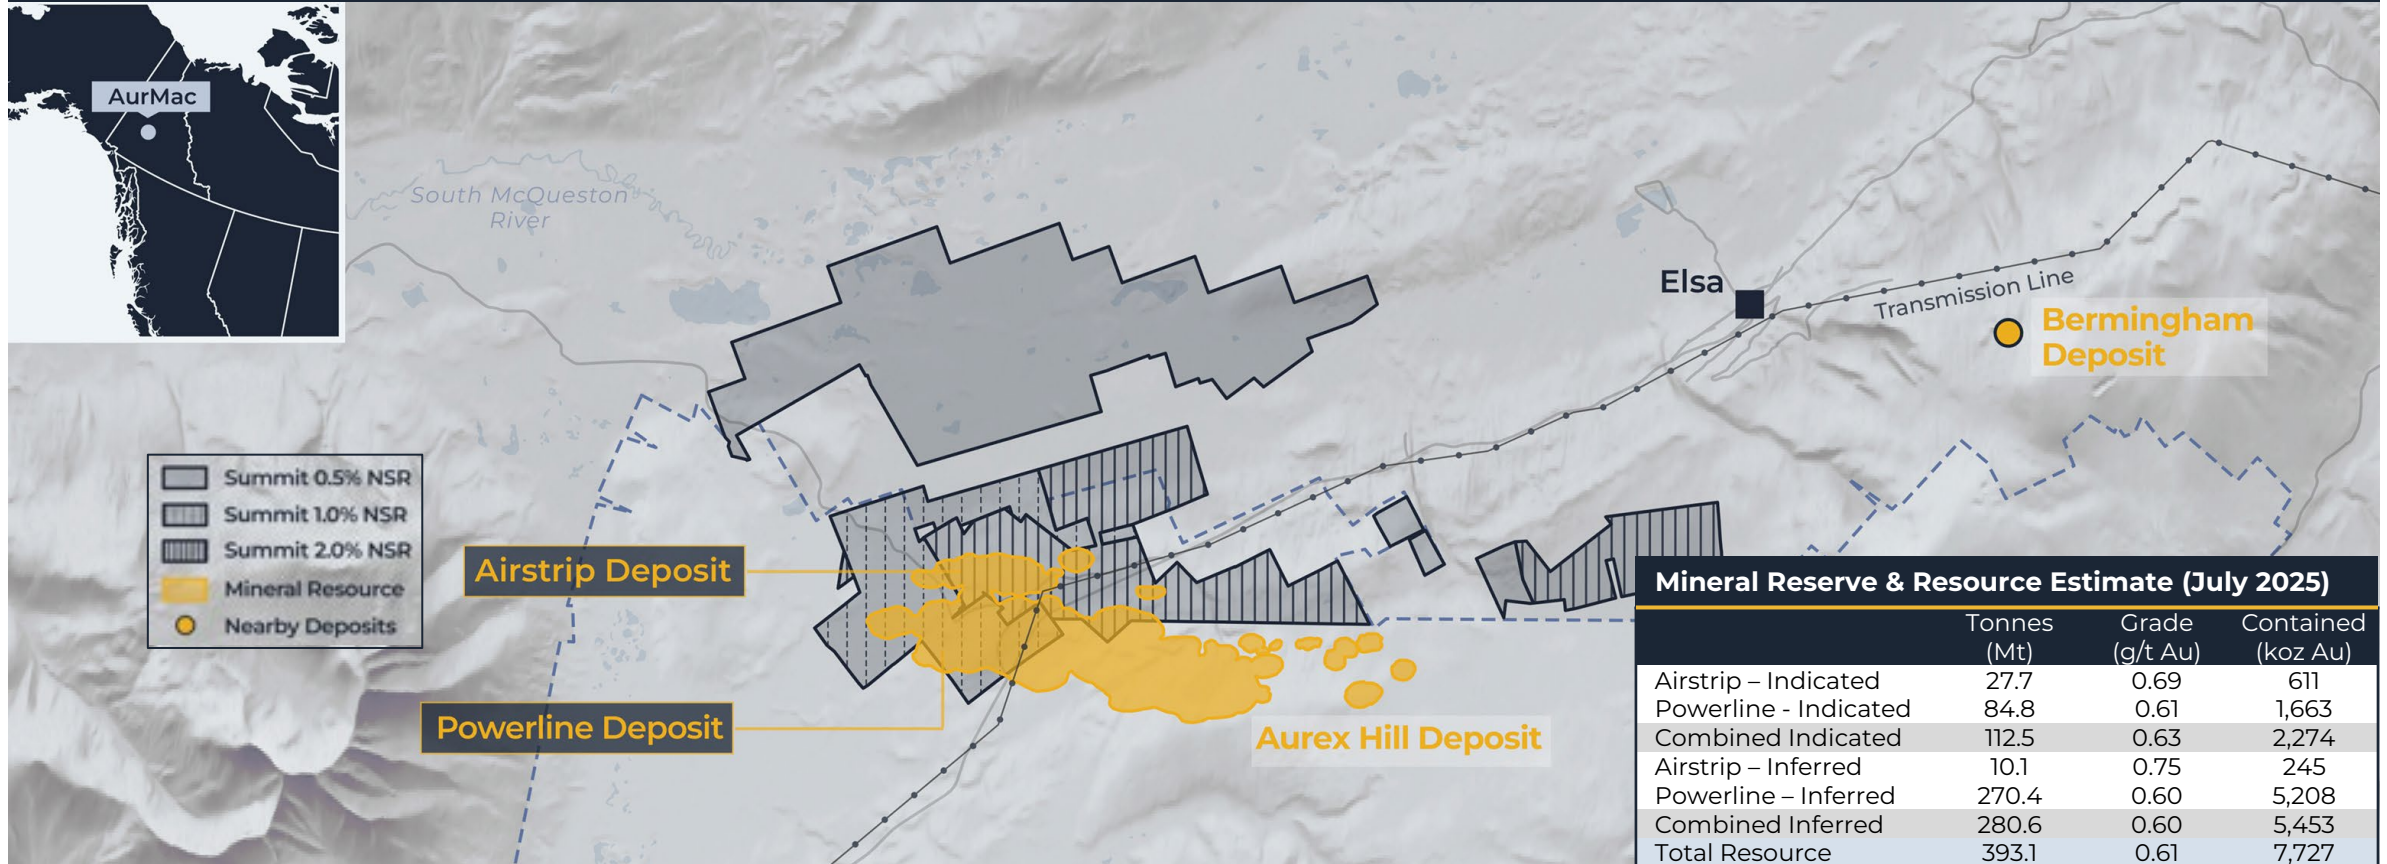 AurMac
South McQueston
River
Elsa
Transmission Line
Bermingham
Deposit
Summit 0.5% NSR
Summit 1.0% NSR
Summit 2.0% NSR
Mineral Resource
Nearby Deposits
Airstrip Deposit
Powerline Deposit
Aurex Hill Deposit
Mineral Reserve & Resource Estimate (July 2025)
Tonnes Grade Contained
(Mt) (g/t Au) (koz Au)
Airstrip – Indicated 27.7 0.69 611
Powerline - Indicated 84.8 0.61 1,663
Combined Indicated 112.5 0.63 2,274
Airstrip – Inferred 10.1 0.75 245
Powerline – Inferred 270.4 0.60 5,208
Combined Inferred 280.6 0.60 5,453
Total Resource 393.1 0.61 7,727